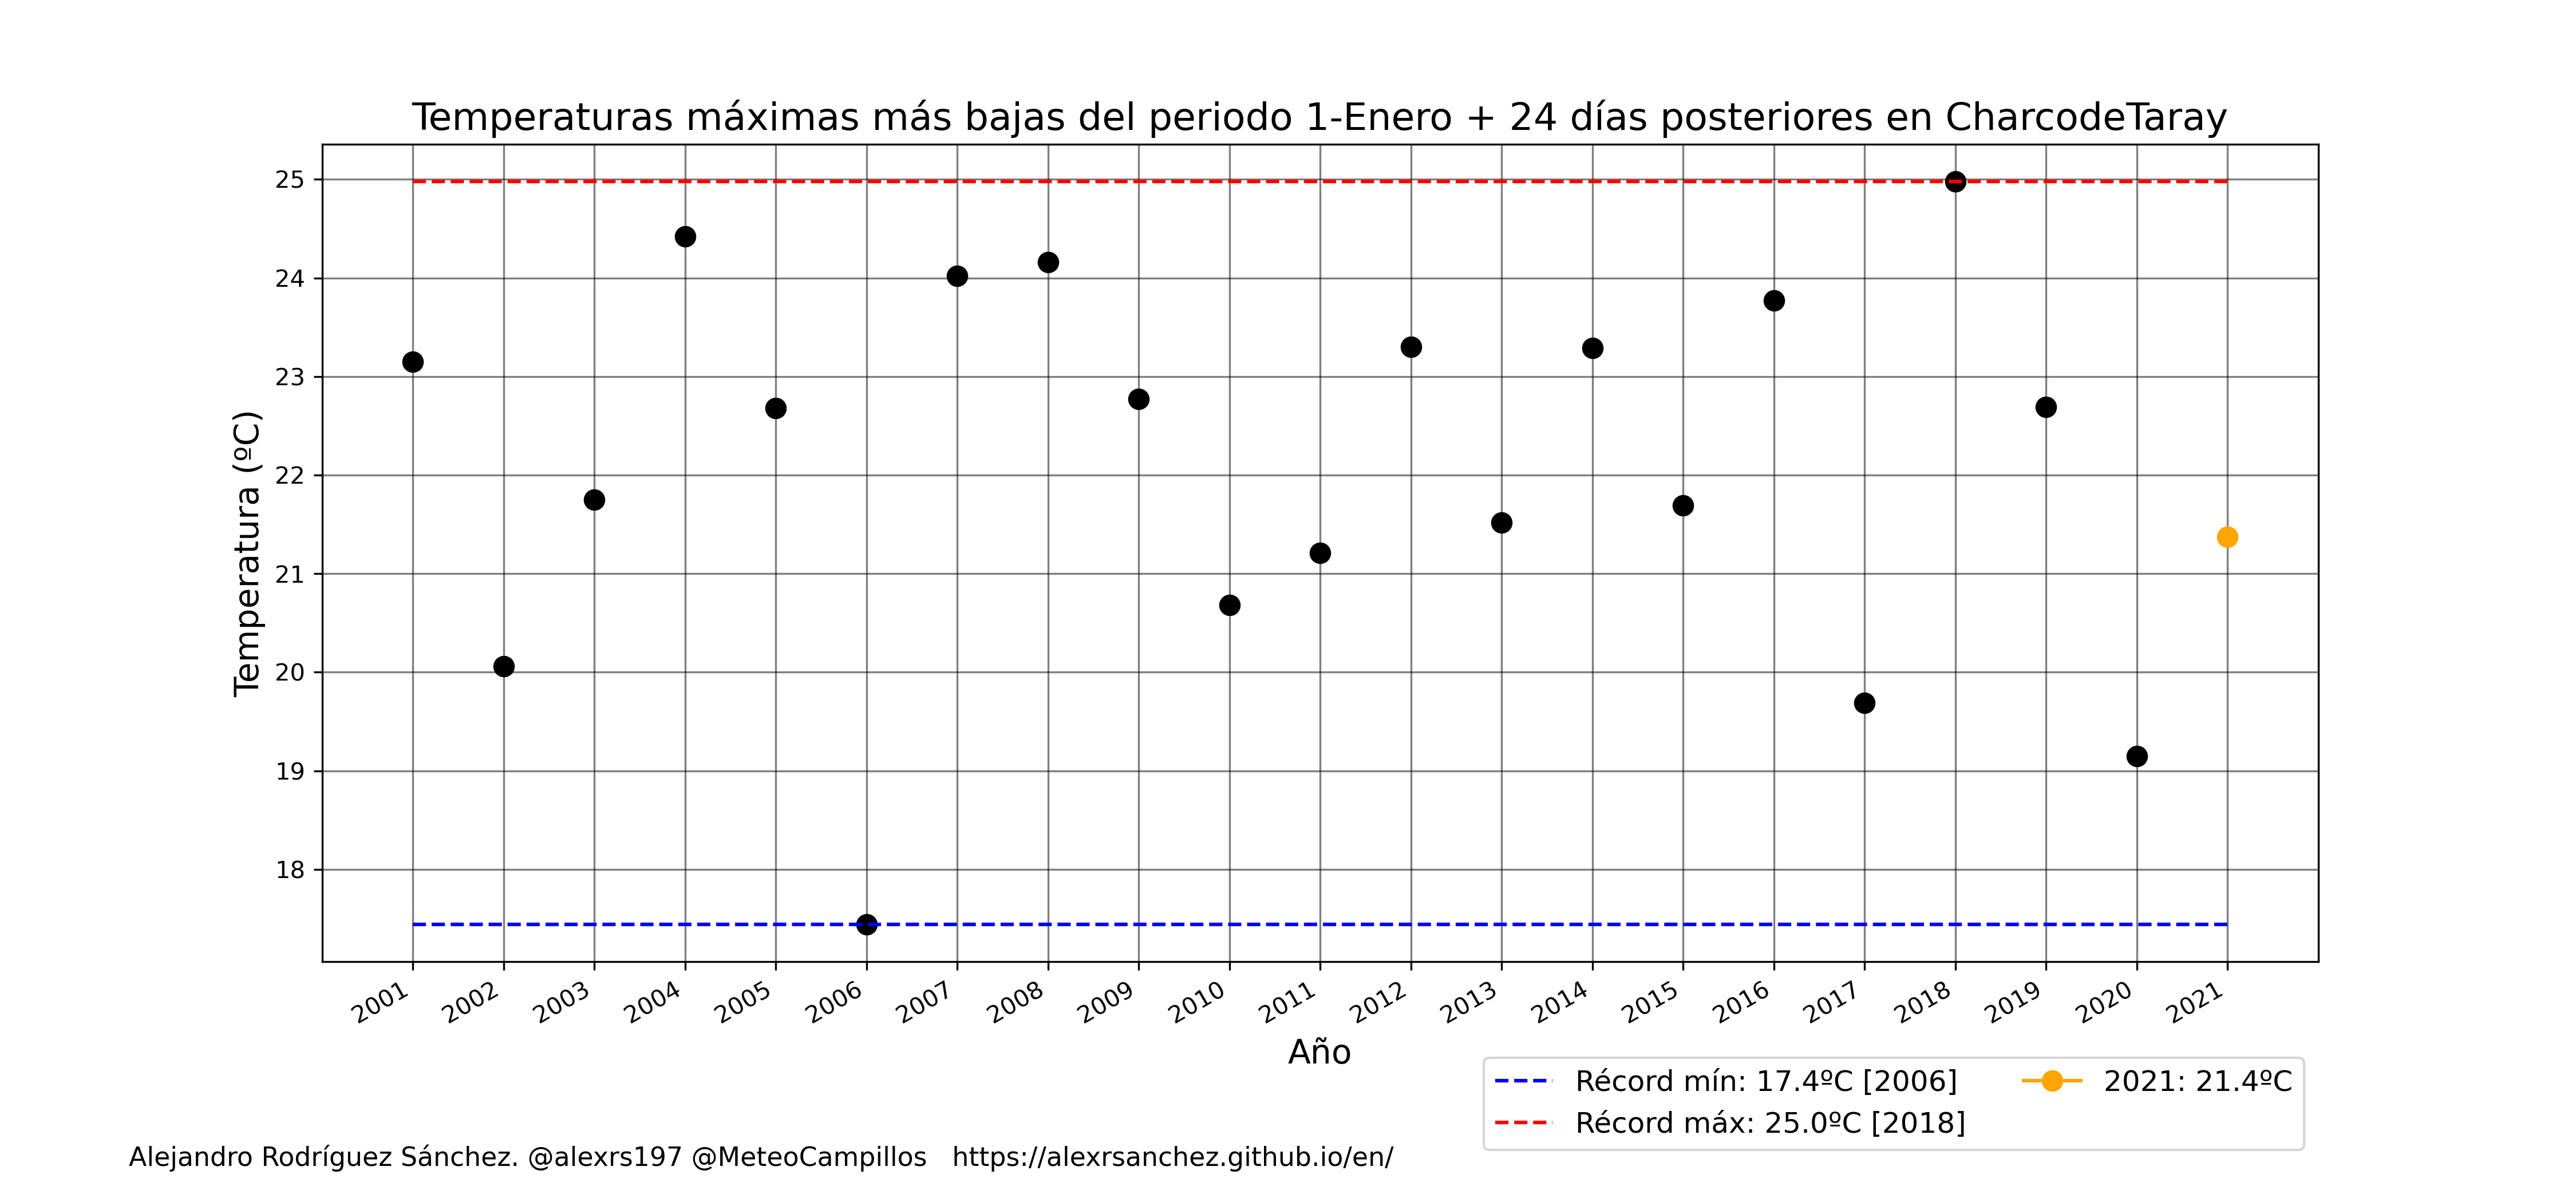 Temperaturas máximas más bajas del periodo 1-Enero + 24 días posteriores en CharcodeTaray
Temperatura (ºC)
25
24
23
22
21
20
19
18
2001 2002 2003 2004 2005 2006 2007 2008 2009 2010 2011 2012 2013 2014 2015 2016 2017 2018 2019 2020 2021
Año
Récord mín: 17.4ºC [2006]
Récord máx: 25.0ºC [2018]
2021: 21.4ºC
Alejandro Rodríguez Sánchez. @alexrs197 @MeteoCampillos https://alexrsanchez.github.io/en/